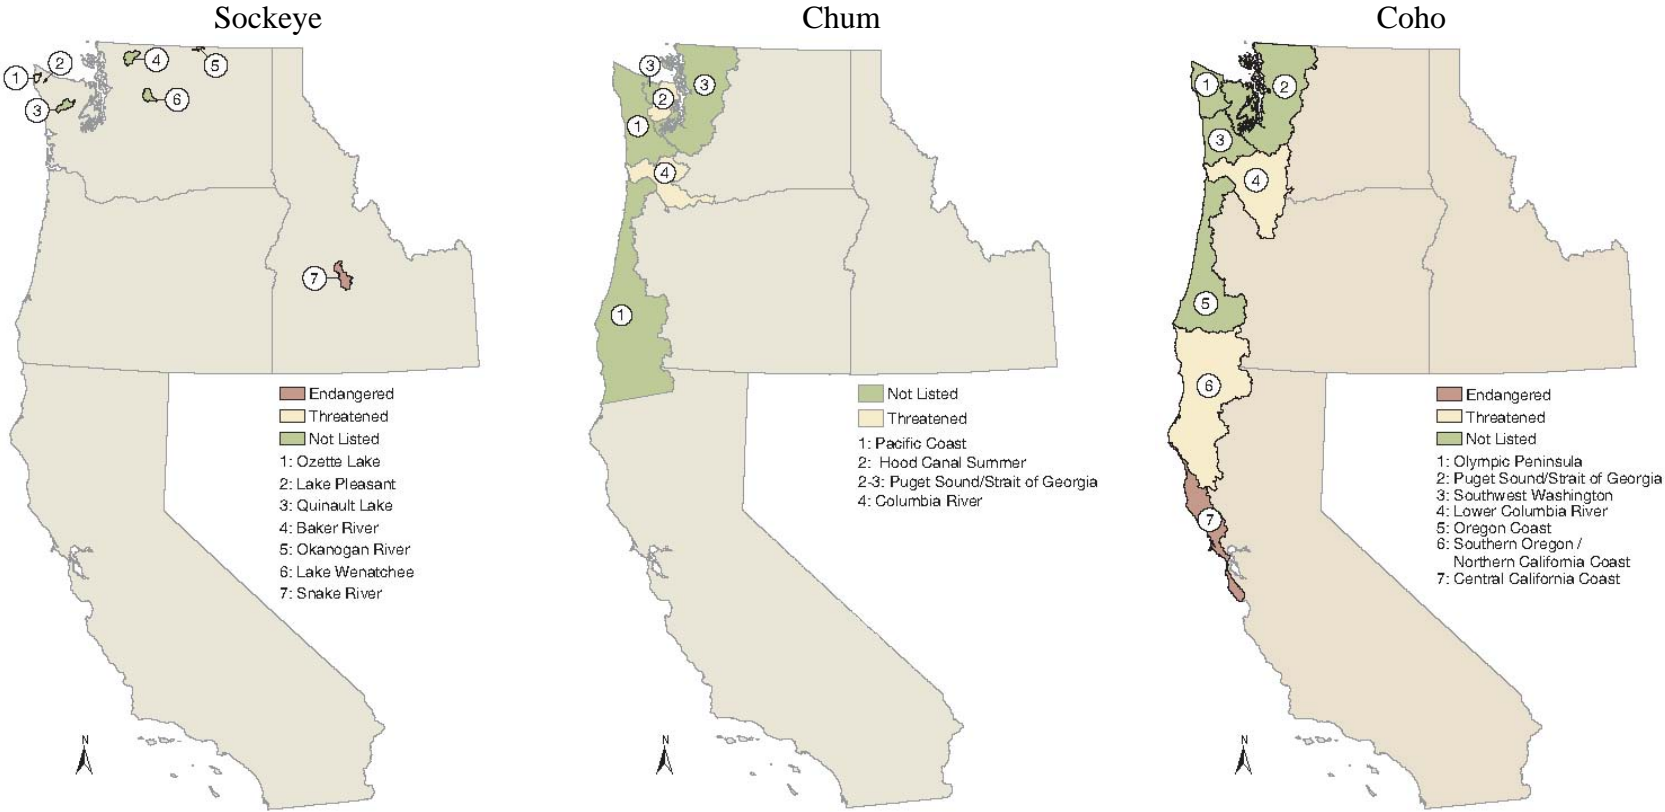 Sockeye
1
2
3
4
5
6
7
Endangered
Threatened
Not Listed
1: Ozette Lake
2: Lake Pleasant
3: Quinault Lake
4: Baker River
5: Okanogan River
6: Lake Wenatchee
7: Snake River
N
Chum
3
3
2
1
4
1
Not Listed
Threatened
1: Pacific Coast
2: Hood Canal Summer
2-3: Puget Sound/Strait of Georgia
4: Columbia River
N
Coho
1
2
3
4
5
6
7
Endangered
Threatened
Not Listed
1: Olympic Peninsula
2: Puget Sound/Strait of Georgia
3: Southwest Washington
4: Lower Columbia River
5: Oregon Coast
6: Southern Oregon /
Northern California Coast
7: Central California Coast
N